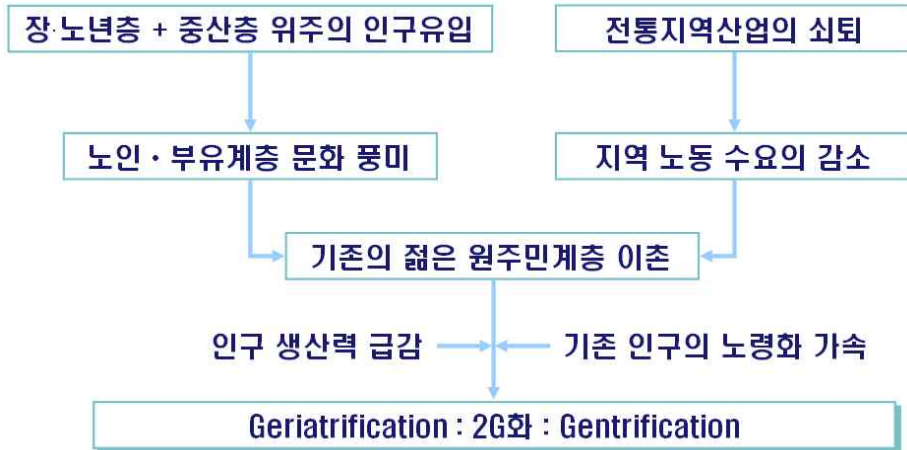 장·노년층 + 중산층 위주의 인구유입
전통지역산업의 쇠퇴
노인·부유계층 문화 풍미
지역 노동 수요의 감소
기존의 젊은 원주민계층 이촌
인구 생산력 급감
기존 인구의 노령화 가속
Geriatrification : 2G화 : Gentrification